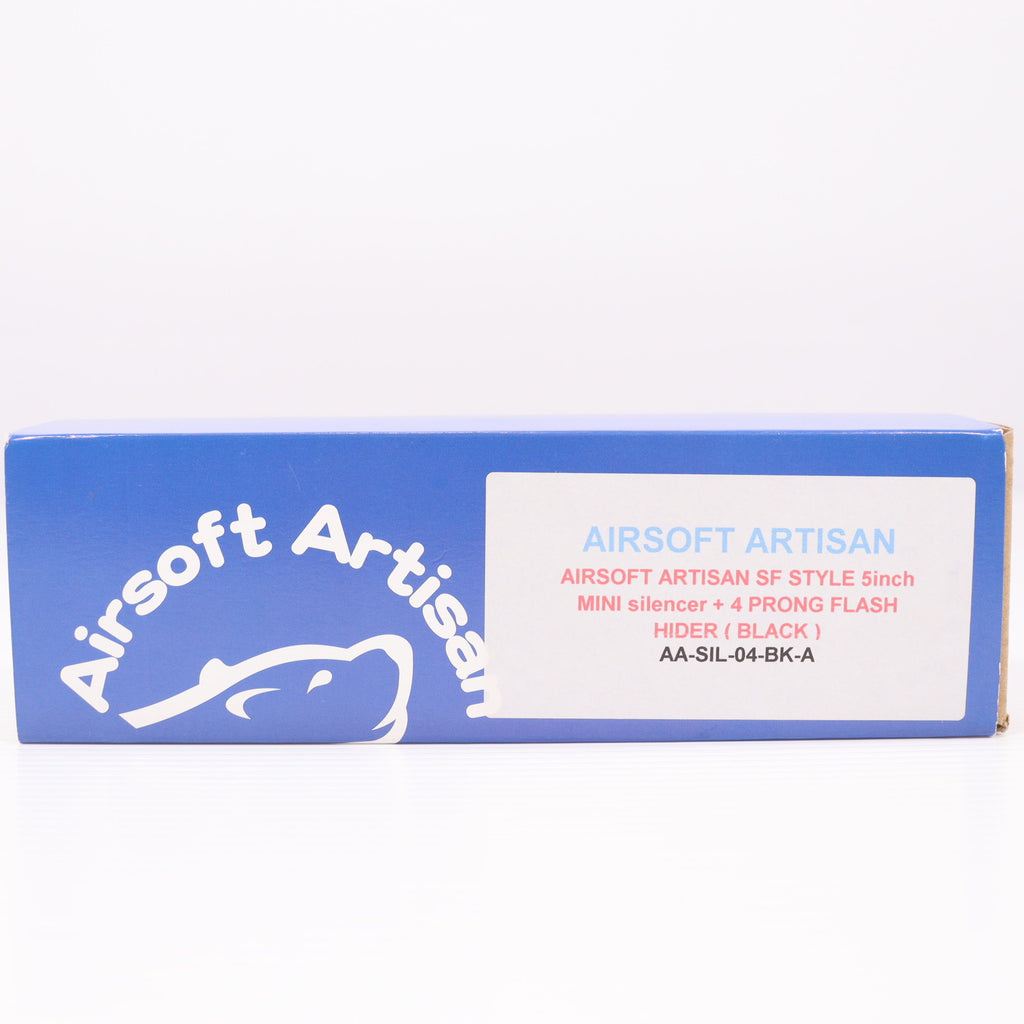 Airsoft Artisan
AIRSOFT ARTISAN
AIRSOFT ARTISAN SF STYLE 5inch
MINI silencer + 4 PRONG FLASH
HIDER ( BLACK )
AA-SIL-04-BK-A